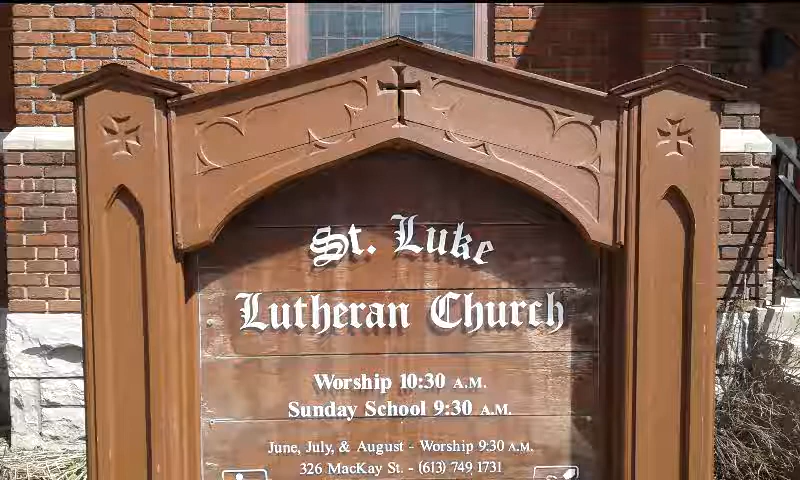 St. Luke
Lutheran Church
Worship 10:30 A.M.
Sunday School 9:30 A.M.
June, July, & August - Worship 9:30 A.M.
326 MacKay St. - (613) 749 1731